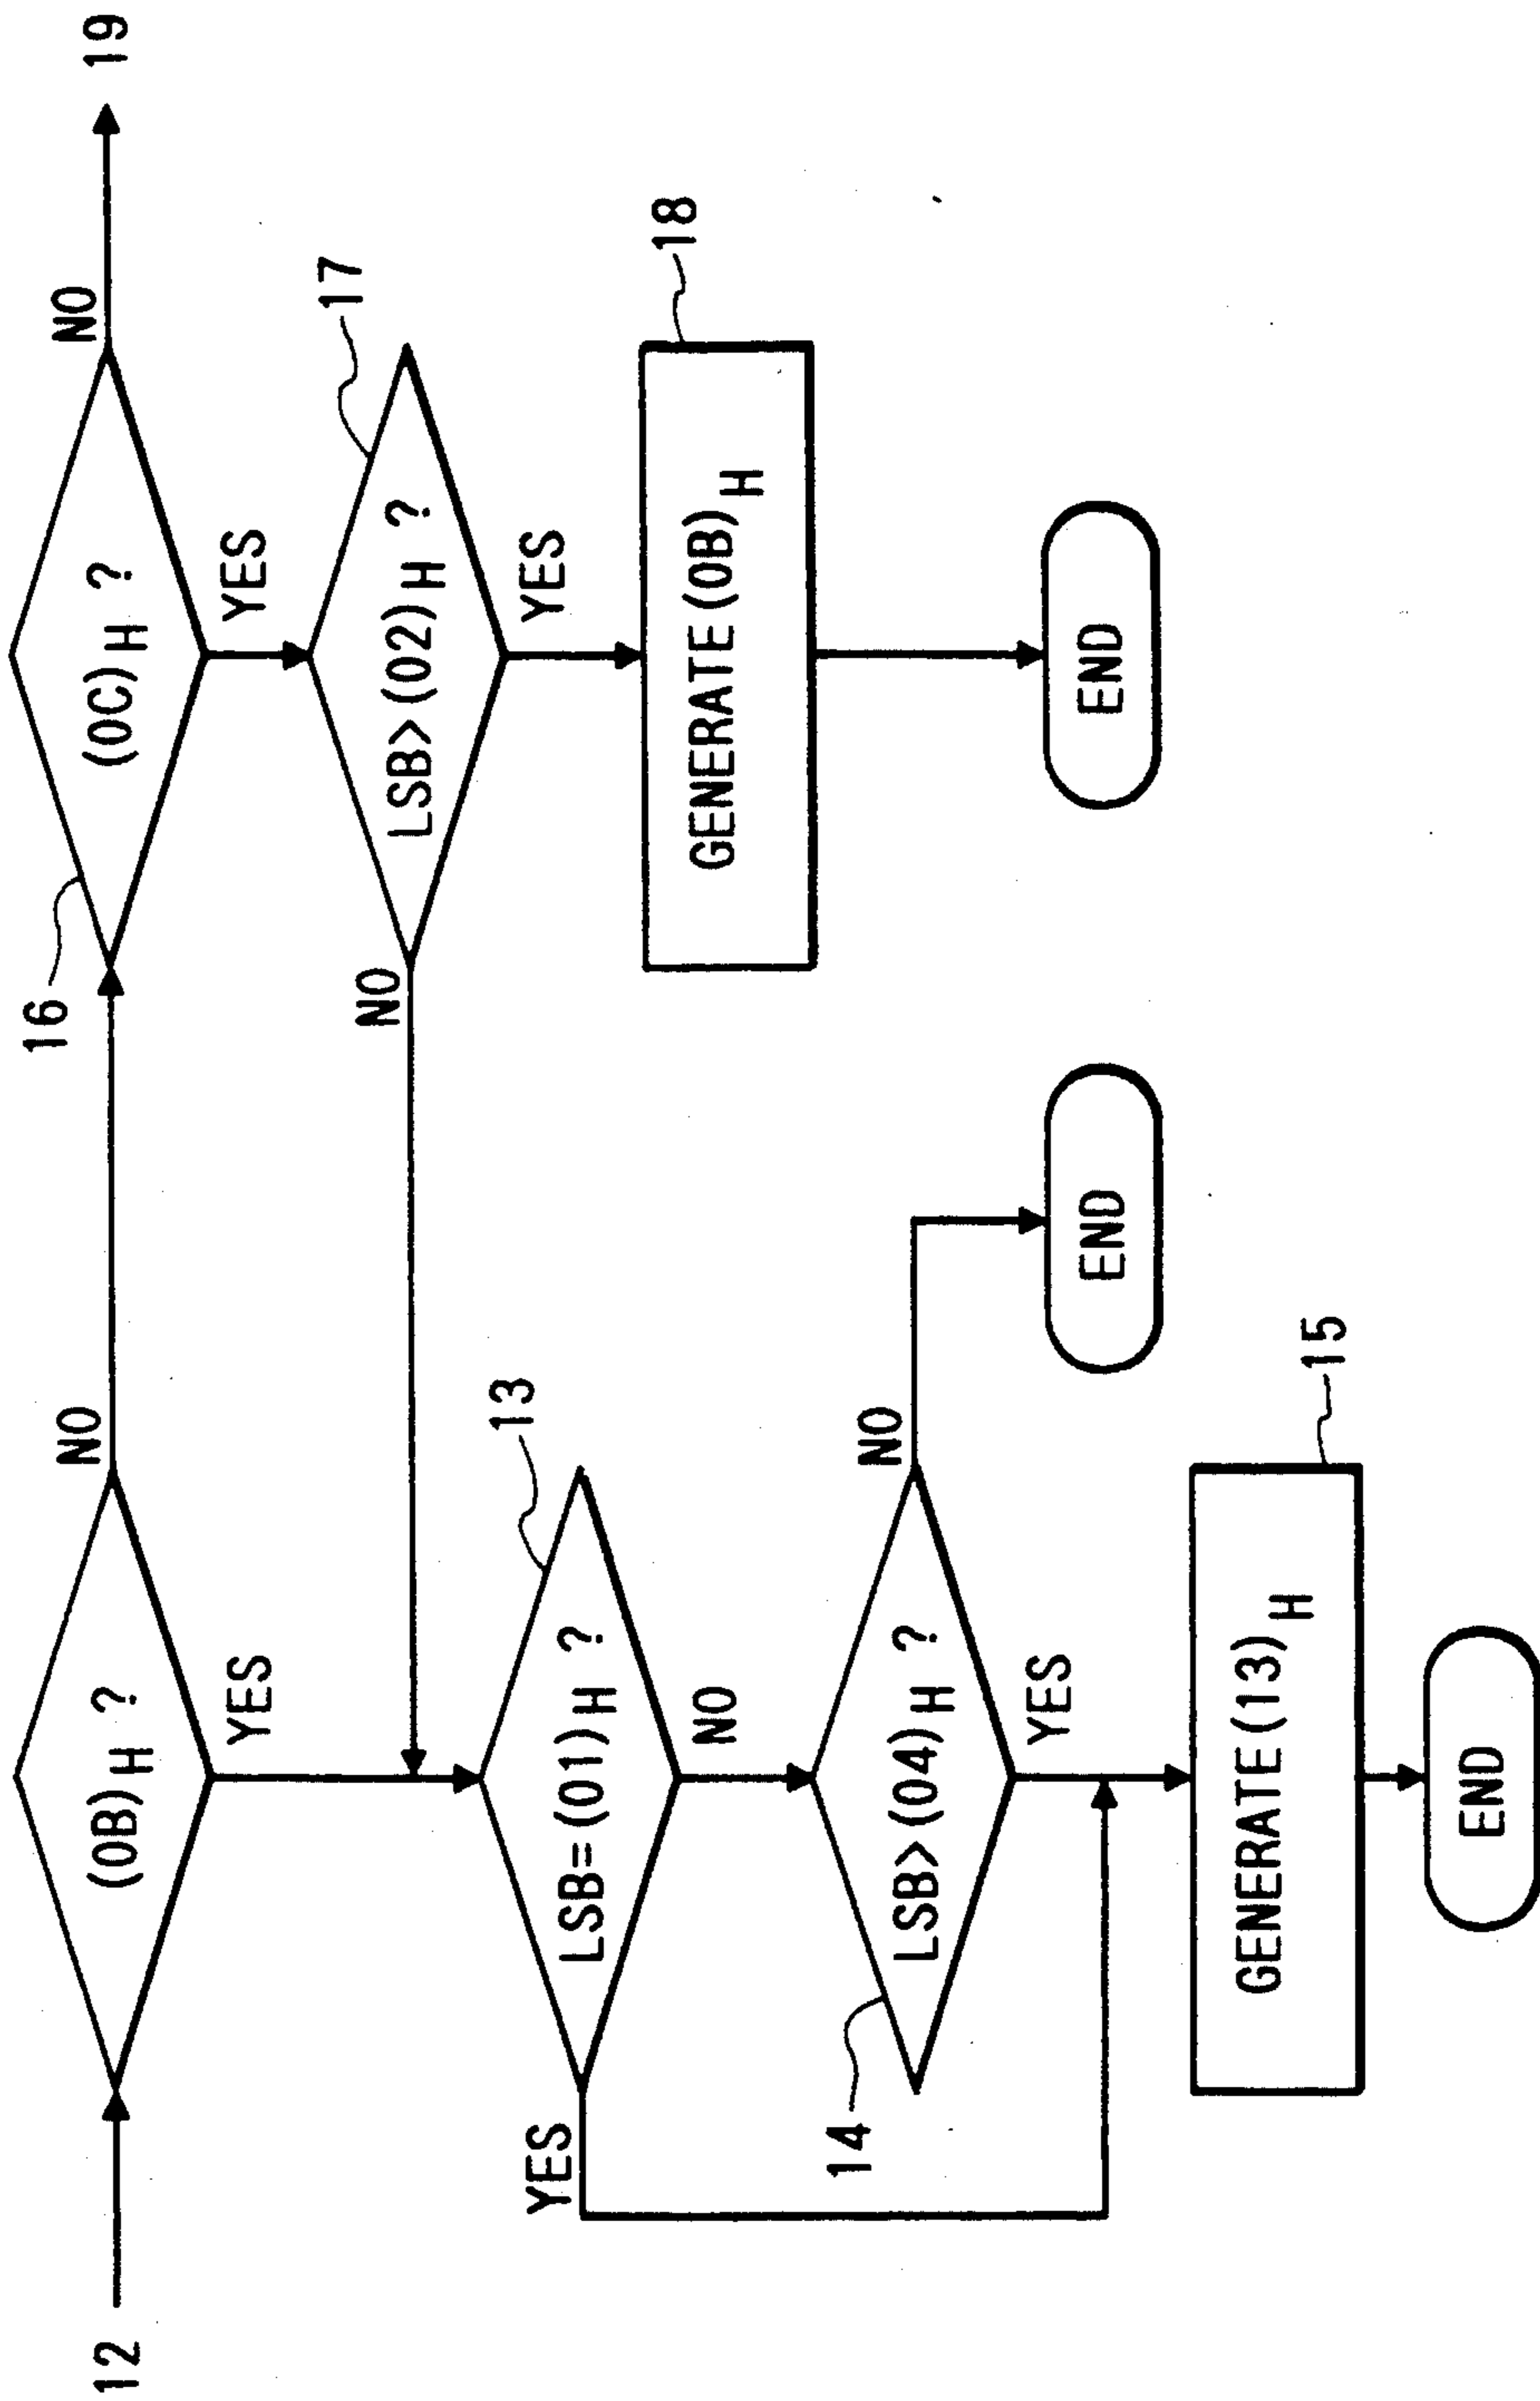 12
(0B)H ?
NO
YES
16
(0C)H ?
NO
19
YES
17
LSB>(02)H ?
NO
YES
18
GENERATE (0B)H
END
13
LSB=(01)H ?
YES
NO
14
LSB>(04)H ?
NO
END
YES
15
GENERATE (13)H
END